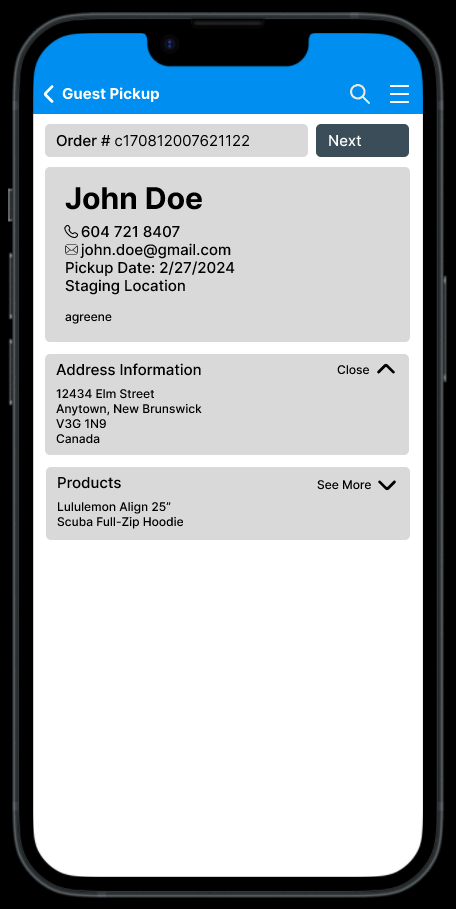 Guest Pickup
Order # c170812007621122
Next
John Doe
604 721 8407
john.doe@gmail.com
Pickup Date: 2/27/2024
Staging Location
agreene
Address Information
Close
12434 Elm Street
Anytown, New Brunswick
V3G 1N9
Canada
Products
See More
Lululemon Align 25”
Scuba Full-Zip Hoodie